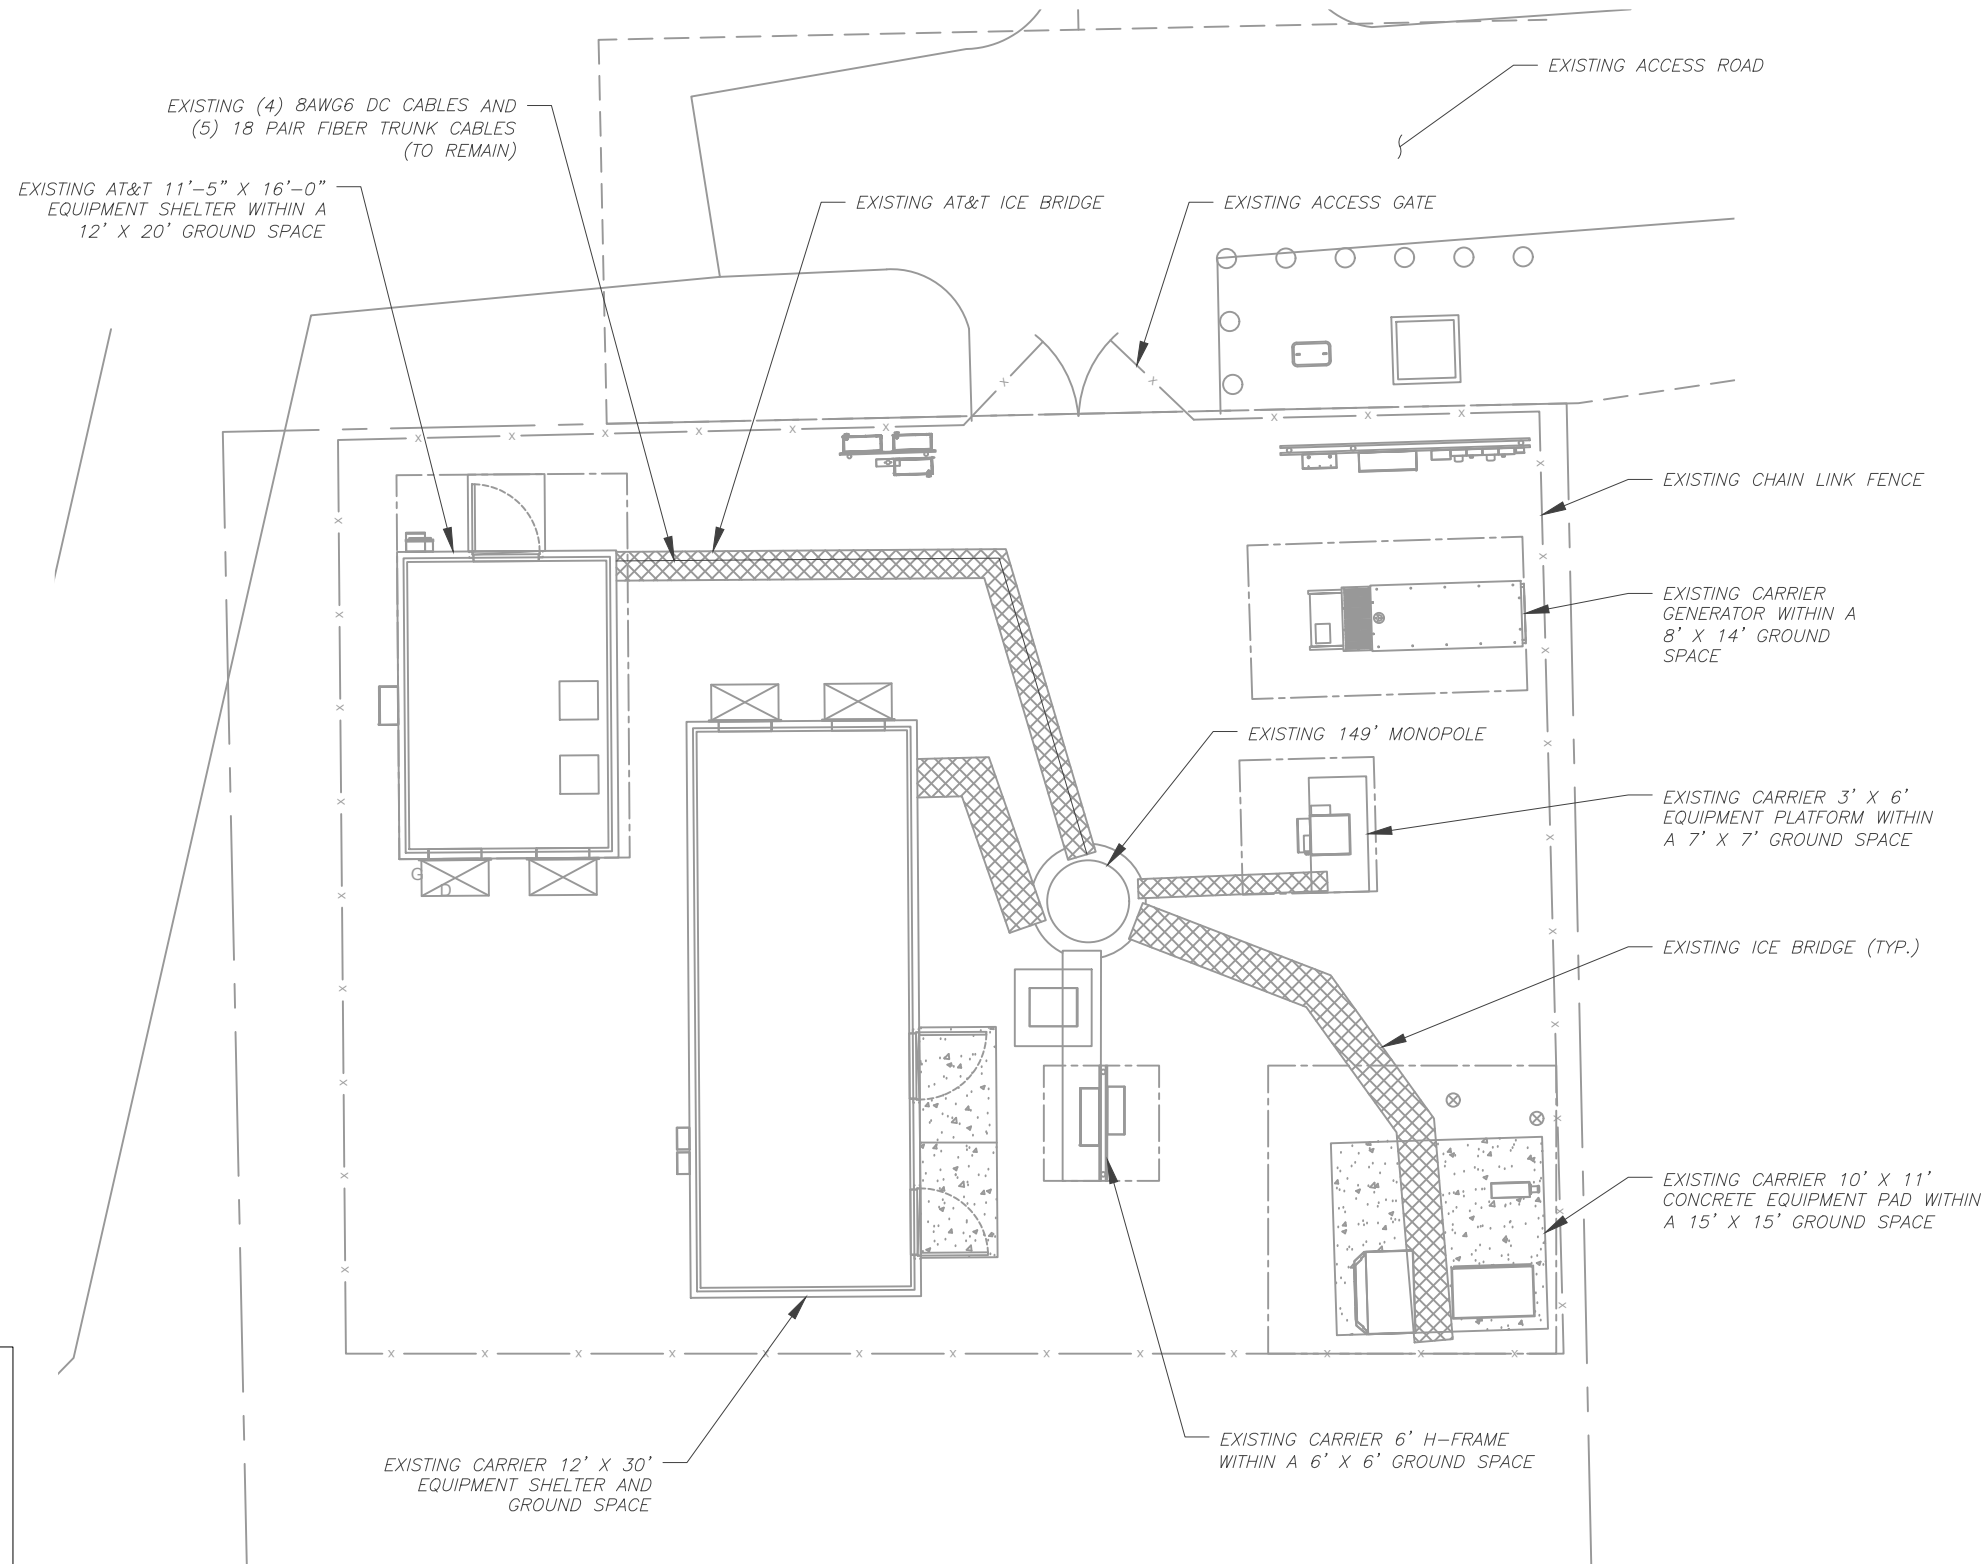 EXISTING ACCESS ROAD
EXISTING (4) 8AWG6 DC CABLES AND
(5) 18 PAIR FIBER TRUNK CABLES
(TO REMAIN)
EXISTING AT&T 11'-5" X 16'-0"
EQUIPMENT SHELTER WITHIN A
12' X 20' GROUND SPACE
EXISTING AT&T ICE BRIDGE
EXISTING ACCESS GATE
EXISTING CHAIN LINK FENCE
EXISTING CARRIER
GENERATOR WITHIN A
8' X 14' GROUND
SPACE
EXISTING 149' MONOPOLE
EXISTING CARRIER 3' X 6'
EQUIPMENT PLATFORM WITHIN
A 7' X 7' GROUND SPACE
G
D
EXISTING ICE BRIDGE (TYP.)
EXISTING CARRIER 10' X 11'
CONCRETE EQUIPMENT PAD WITHIN
A 15' X 15' GROUND SPACE
EXISTING CARRIER 6' H-FRAME
WITHIN A 6' X 6' GROUND SPACE
EXISTING CARRIER 12' X 30'
EQUIPMENT SHELTER AND
GROUND SPACE